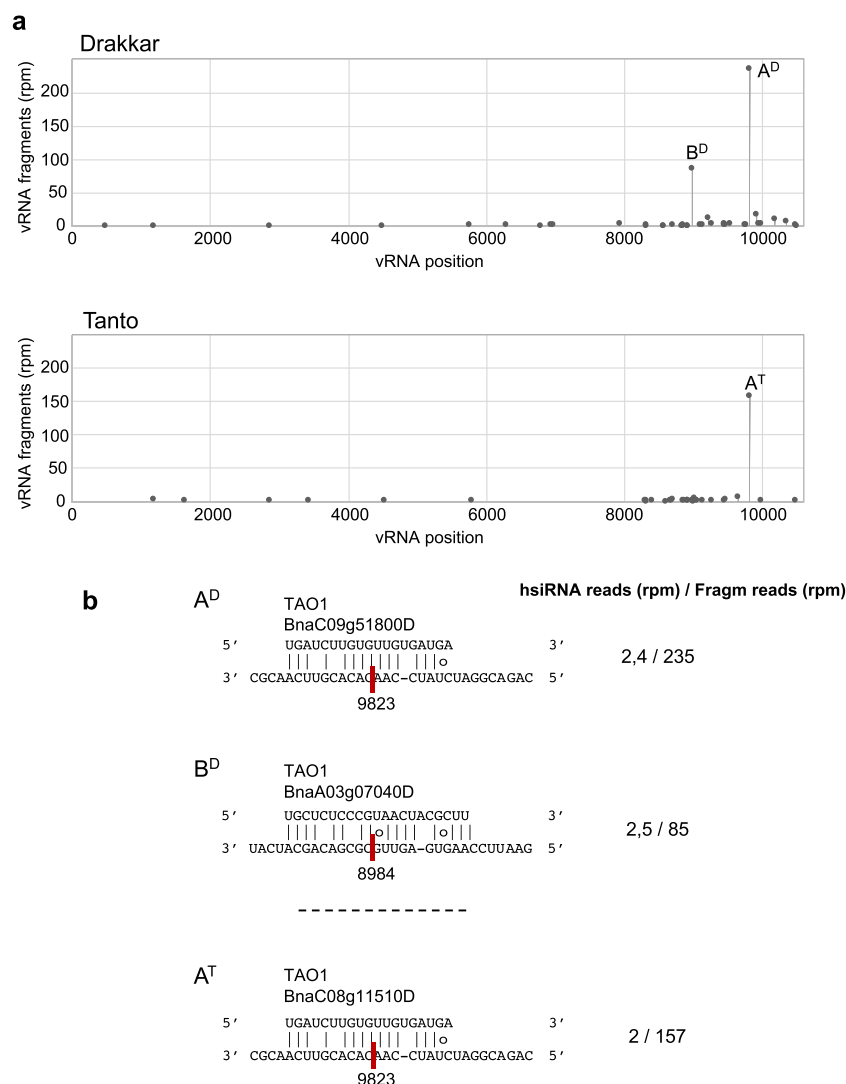 a
Drakkar
vRNA fragments (rpm)
200
150
100
50
0
A^D
B^D
0 2000 4000 6000 8000 10000
vRNA position
Tanto
vRNA fragments (rpm)
200
150
100
50
0
A^T
0 2000 4000 6000 8000 10000
vRNA position
b
hsiRNA reads (rpm) / Fragm reads (rpm)
A^D
TAO1
BnaC09g51800D
5′ UGAUCUUGUGUUGUGAUGA 3′
3′ CGCAACUUGCACACAAC–CUAUCUAGGCAGAC 5′
9823
2,4 / 235
B^D
TAO1
BnaA03g07040D
5′ UGCUCUCCCGUAACUACGCUU 3′
3′ UACUACGACAGCGCGUUGA–GUGAACCUUAAG 5′
8984
2,5 / 85
A^T
TAO1
BnaC08g11510D
5′ UGAUCUUGUGUUGUGAUGA 3′
3′ CGCAACUUGCACACAAC–CUAUCUAGGCAGAC 5′
9823
2 / 157